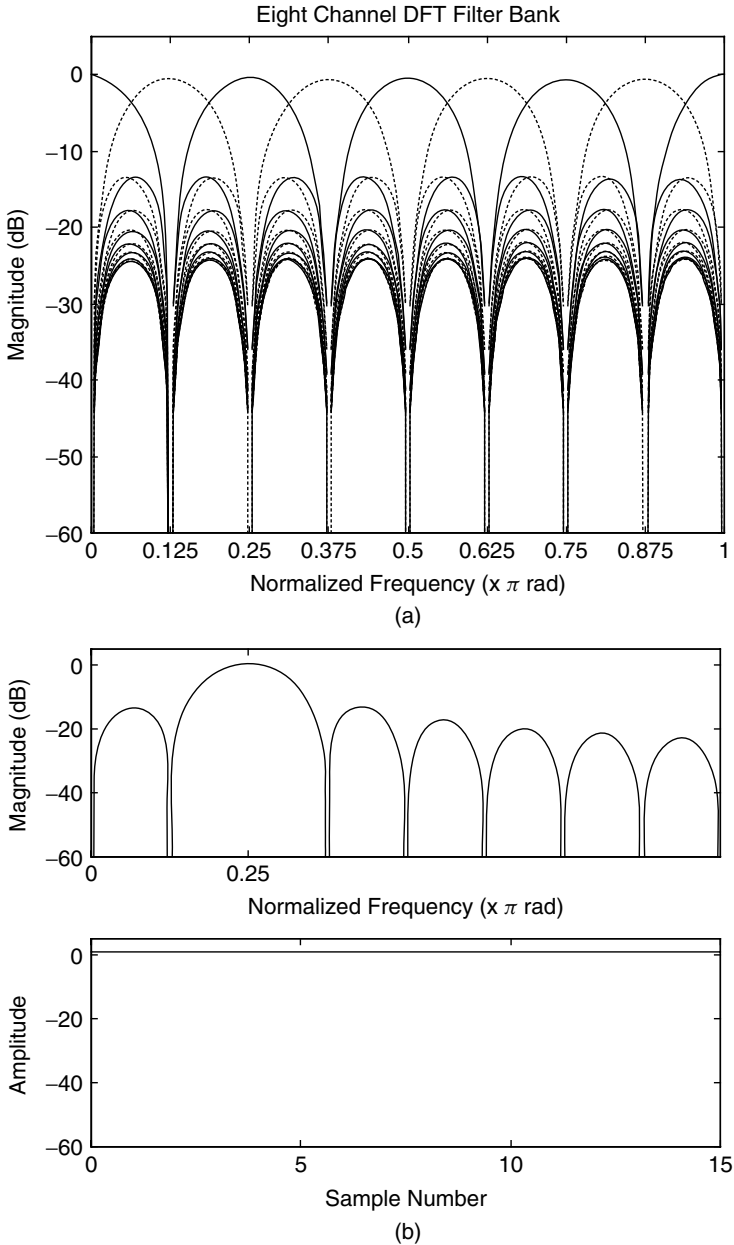 Eight Channel DFT Filter Bank
Magnitude (dB)
0
−10
−20
−30
−40
−50
−60
0 0.125 0.25 0.375 0.5 0.625 0.75 0.875 1
Normalized Frequency (x π rad)
(a)
Magnitude (dB)
0
−20
−40
−60
0 0.25
Normalized Frequency (x π rad)
Amplitude
0
−20
−40
−60
0 5 10 15
Sample Number
(b)